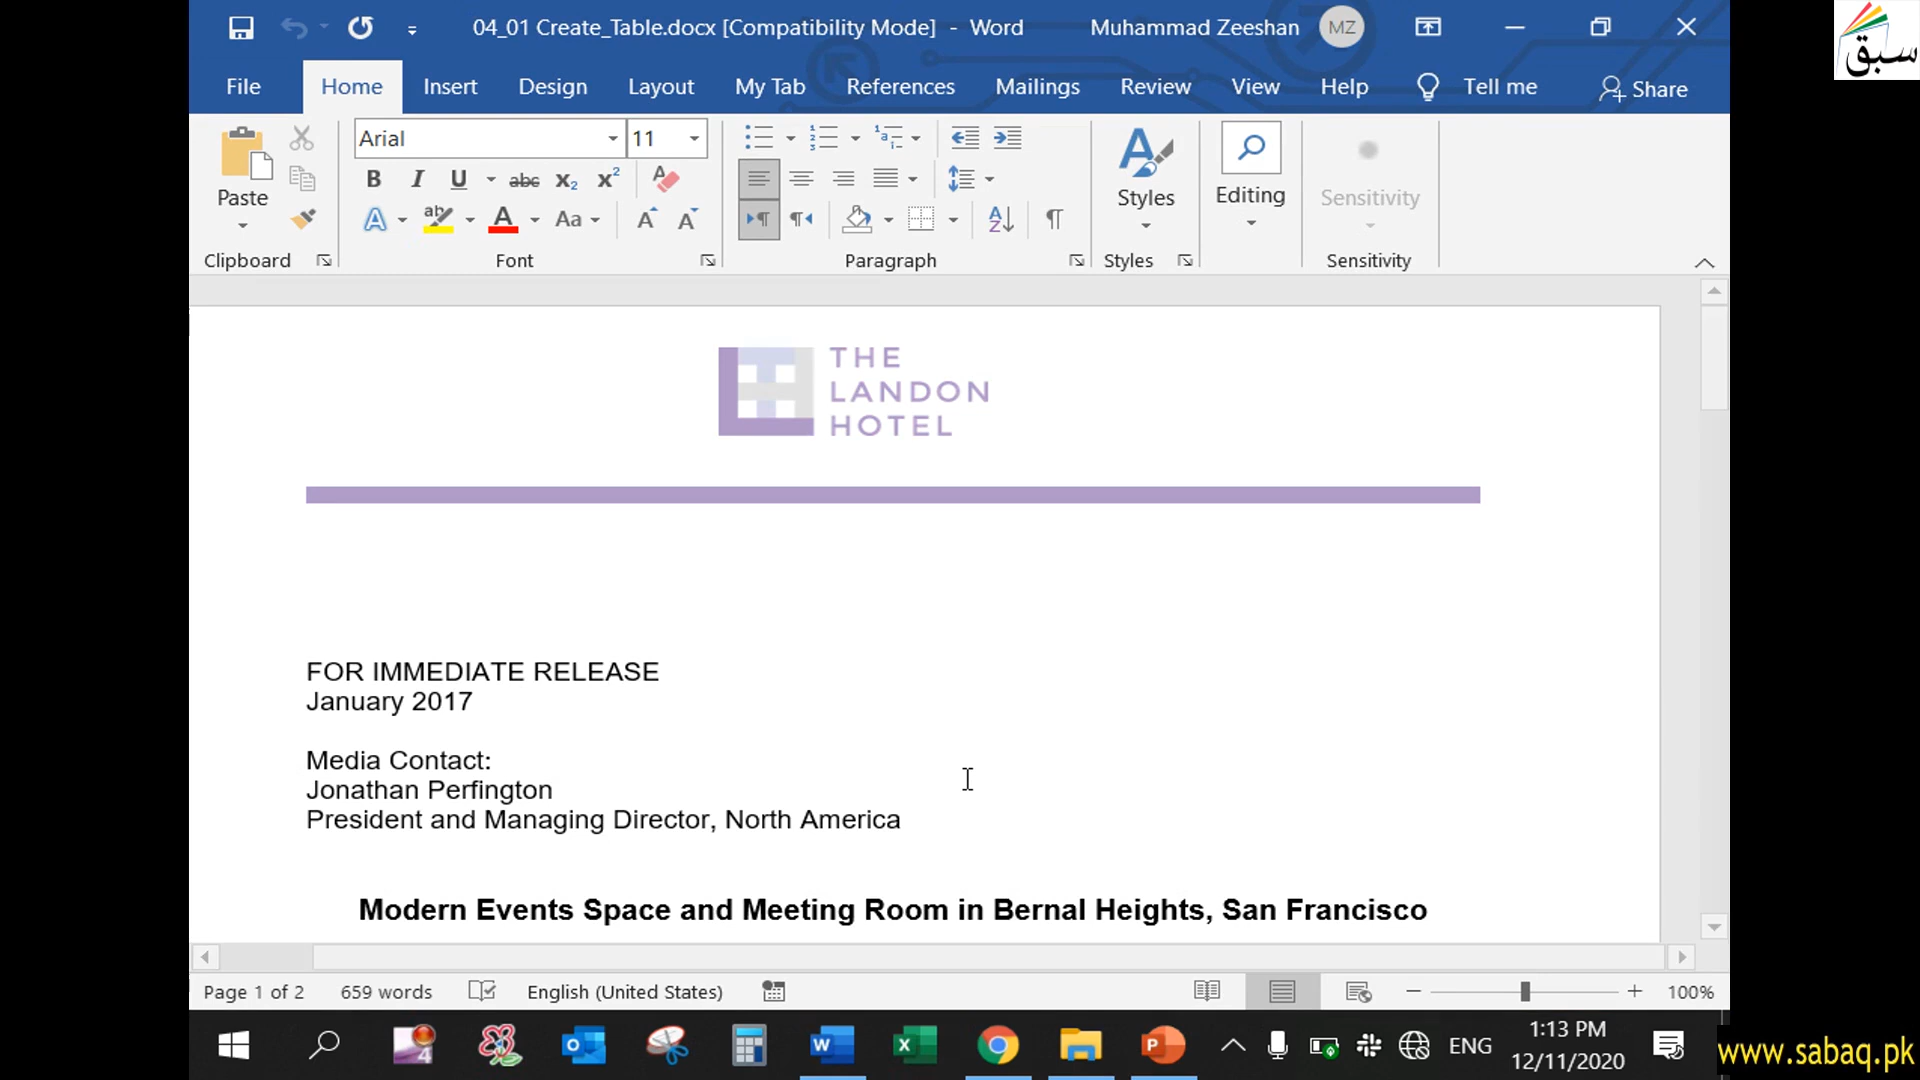 04_01 Create_Table.docx [Compatibility Mode] - Word
Muhammad Zeeshan MZ
سبق
File Home Insert Design Layout My Tab References Mailings Review View Help Tell me Share
Arial 11
Paste
Styles
Editing
Sensitivity
Clipboard Font Paragraph Styles Sensitivity
THE
LANDON
HOTEL
FOR IMMEDIATE RELEASE
January 2017
Media Contact:
Jonathan Perfington
President and Managing Director, North America
Modern Events Space and Meeting Room in Bernal Heights, San Francisco
Page 1 of 2 659 words English (United States) 100%
ENG 1:13 PM
12/11/2020
www.sabaq.pk